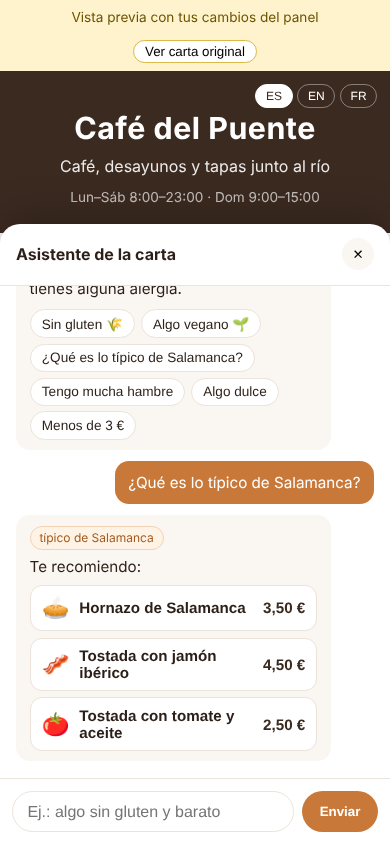 Vista previa con tus cambios del panel
Ver carta original
ES EN FR
Café del Puente
Café, desayunos y tapas junto al río
Lun–Sáb 8:00–23:00 · Dom 9:00–15:00
Asistente de la carta ✕
tienes alguna alergia.
Sin gluten 🌾 Algo vegano 🌱
¿Qué es lo típico de Salamanca?
Tengo mucha hambre Algo dulce
Menos de 3 €
¿Qué es lo típico de Salamanca?
típico de Salamanca
Te recomiendo:
Hornazo de Salamanca 3,50 €
Tostada con jamón
ibérico 4,50 €
Tostada con tomate y
aceite 2,50 €
Ej.: algo sin gluten y barato Enviar